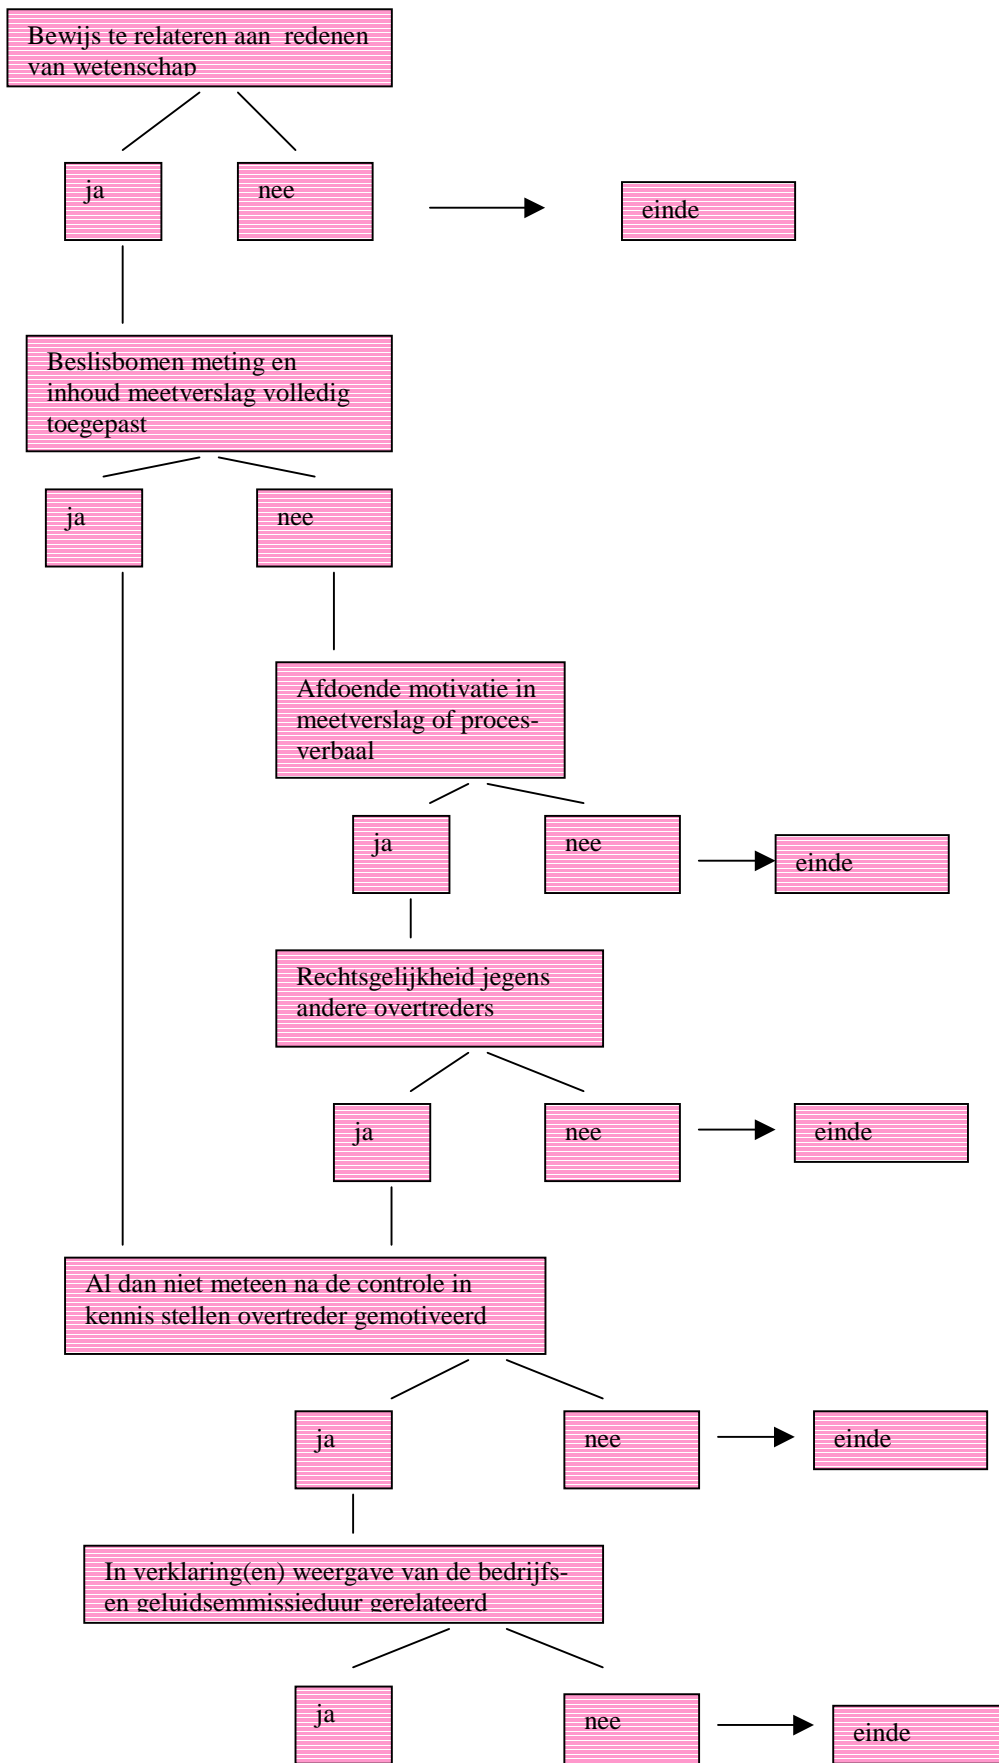 Bewijs te relateren aan redenen
van wetenschap
ja
nee
einde
Beslisbomen meting en
inhoud meetverslag volledig
toegepast
ja
nee
Afdoende motivatie in
meetverslag of proces-
verbaal
ja
nee
einde
Rechtsgelijkheid jegens
andere overtreders
ja
nee
einde
Al dan niet meteen na de controle in
kennis stellen overtreder gemotiveerd
ja
nee
einde
In verklaring(en) weergave van de bedrijfs-
en geluidsemmissieduur gerelateerd
ja
nee
einde